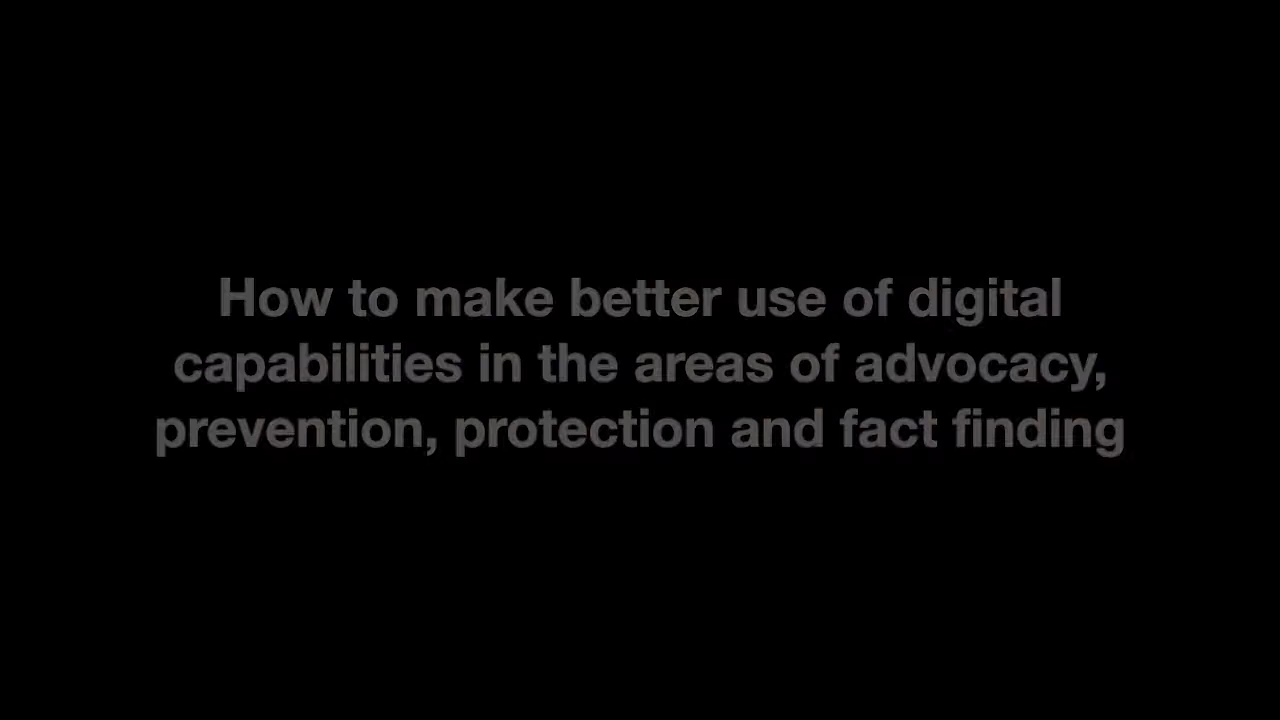 How to make better use of digital
capabilities in the areas of advocacy,
prevention, protection and fact finding